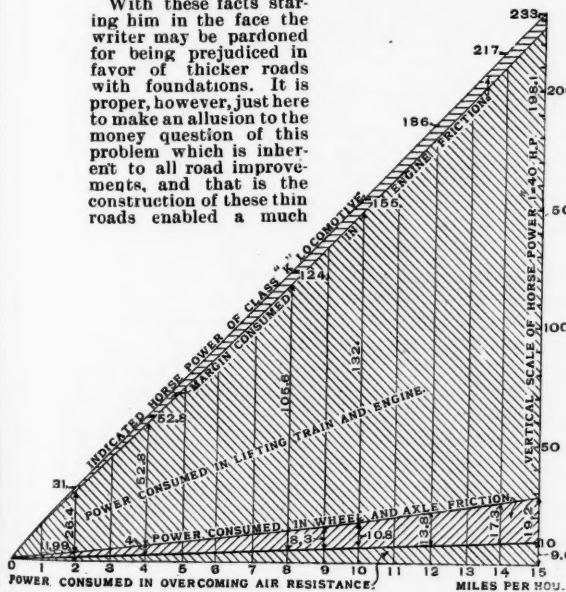 With these facts star-
ing him in the face the
writer may be pardoned
for being prejudiced in
favor of thicker roads
with foundations. It is
proper, however, just here
to make an allusion to the
money question of this
problem which is inher-
ent to all road improve-
ments, and that is the
construction of these thin
roads enabled a much
233
217
186
155
124
52.8
31
INDICATED HORSE POWER OF CLASS "K" LOCOMOTIVE
MARGIN CONSUMED IN ENGINE FRICTION
POWER CONSUMED IN LIFTING TRAIN AND ENGINE.
26.4
52.8
105.6
132
198.1
POWER CONSUMED IN WHEEL AND AXLE FRICTION
1.99
4
8,3
10.8
13.8
17.3
19.2
VERTICAL SCALE OF HORSE POWER 1"=40 H.P.
200
150
100
50
10
0 1 2 3 4 5 6 7 8 9 10 11 12 13 14 15
POWER CONSUMED IN OVERCOMING AIR RESISTANCE.
MILES PER HOU